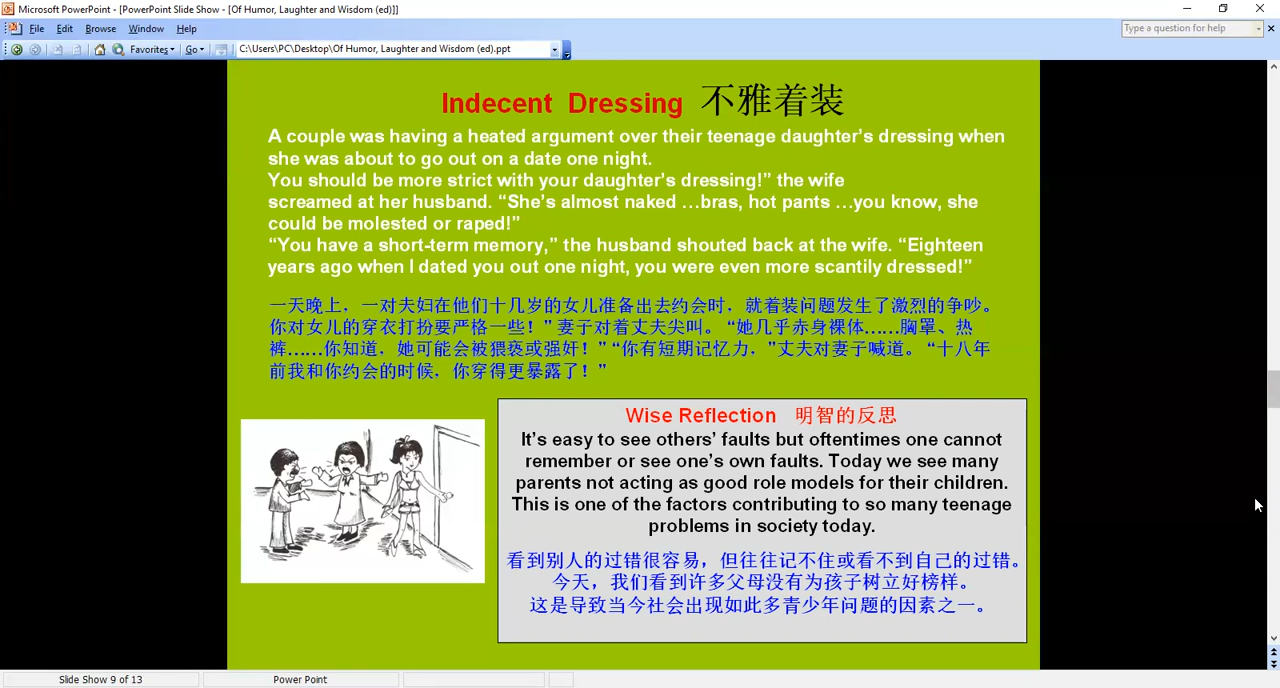 Microsoft PowerPoint - [PowerPoint Slide Show - [Of Humor, Laughter and Wisdom (ed)]]
File Edit Browse Window Help
Type a question for help
Favorites Go C:\Users\PC\Desktop\Of Humor, Laughter and Wisdom (ed).ppt
Indecent Dressing 不雅着装
A couple was having a heated argument over their teenage daughter's dressing when
she was about to go out on a date one night.
You should be more strict with your daughter's dressing!” the wife
screamed at her husband. “She's almost naked …bras, hot pants …you know, she
could be molested or raped!”
“You have a short-term memory,” the husband shouted back at the wife. “Eighteen
years ago when I dated you out one night, you were even more scantily dressed!”
一天晚上，一对夫妇在他们十几岁的女儿准备出去约会时，就着装问题发生了激烈的争吵。
你对女儿的穿衣打扮要严格一些！”妻子对着丈夫尖叫。“她几乎赤身裸体……胸罩、热
裤……你知道，她可能会被猥亵或强奸！”“你有短期记忆力，”丈夫对妻子喊道。“十八年
前我和你约会的时候，你穿得更暴露了！”
Wise Reflection 明智的反思
It's easy to see others' faults but oftentimes one cannot
remember or see one's own faults. Today we see many
parents not acting as good role models for their children.
This is one of the factors contributing to so many teenage
problems in society today.
看到别人的过错很容易，但往往记不住或看不到自己的过错。
今天，我们看到许多父母没有为孩子树立好榜样。
这是导致当今社会出现如此多青少年问题的因素之一。
Slide Show 9 of 13 Power Point